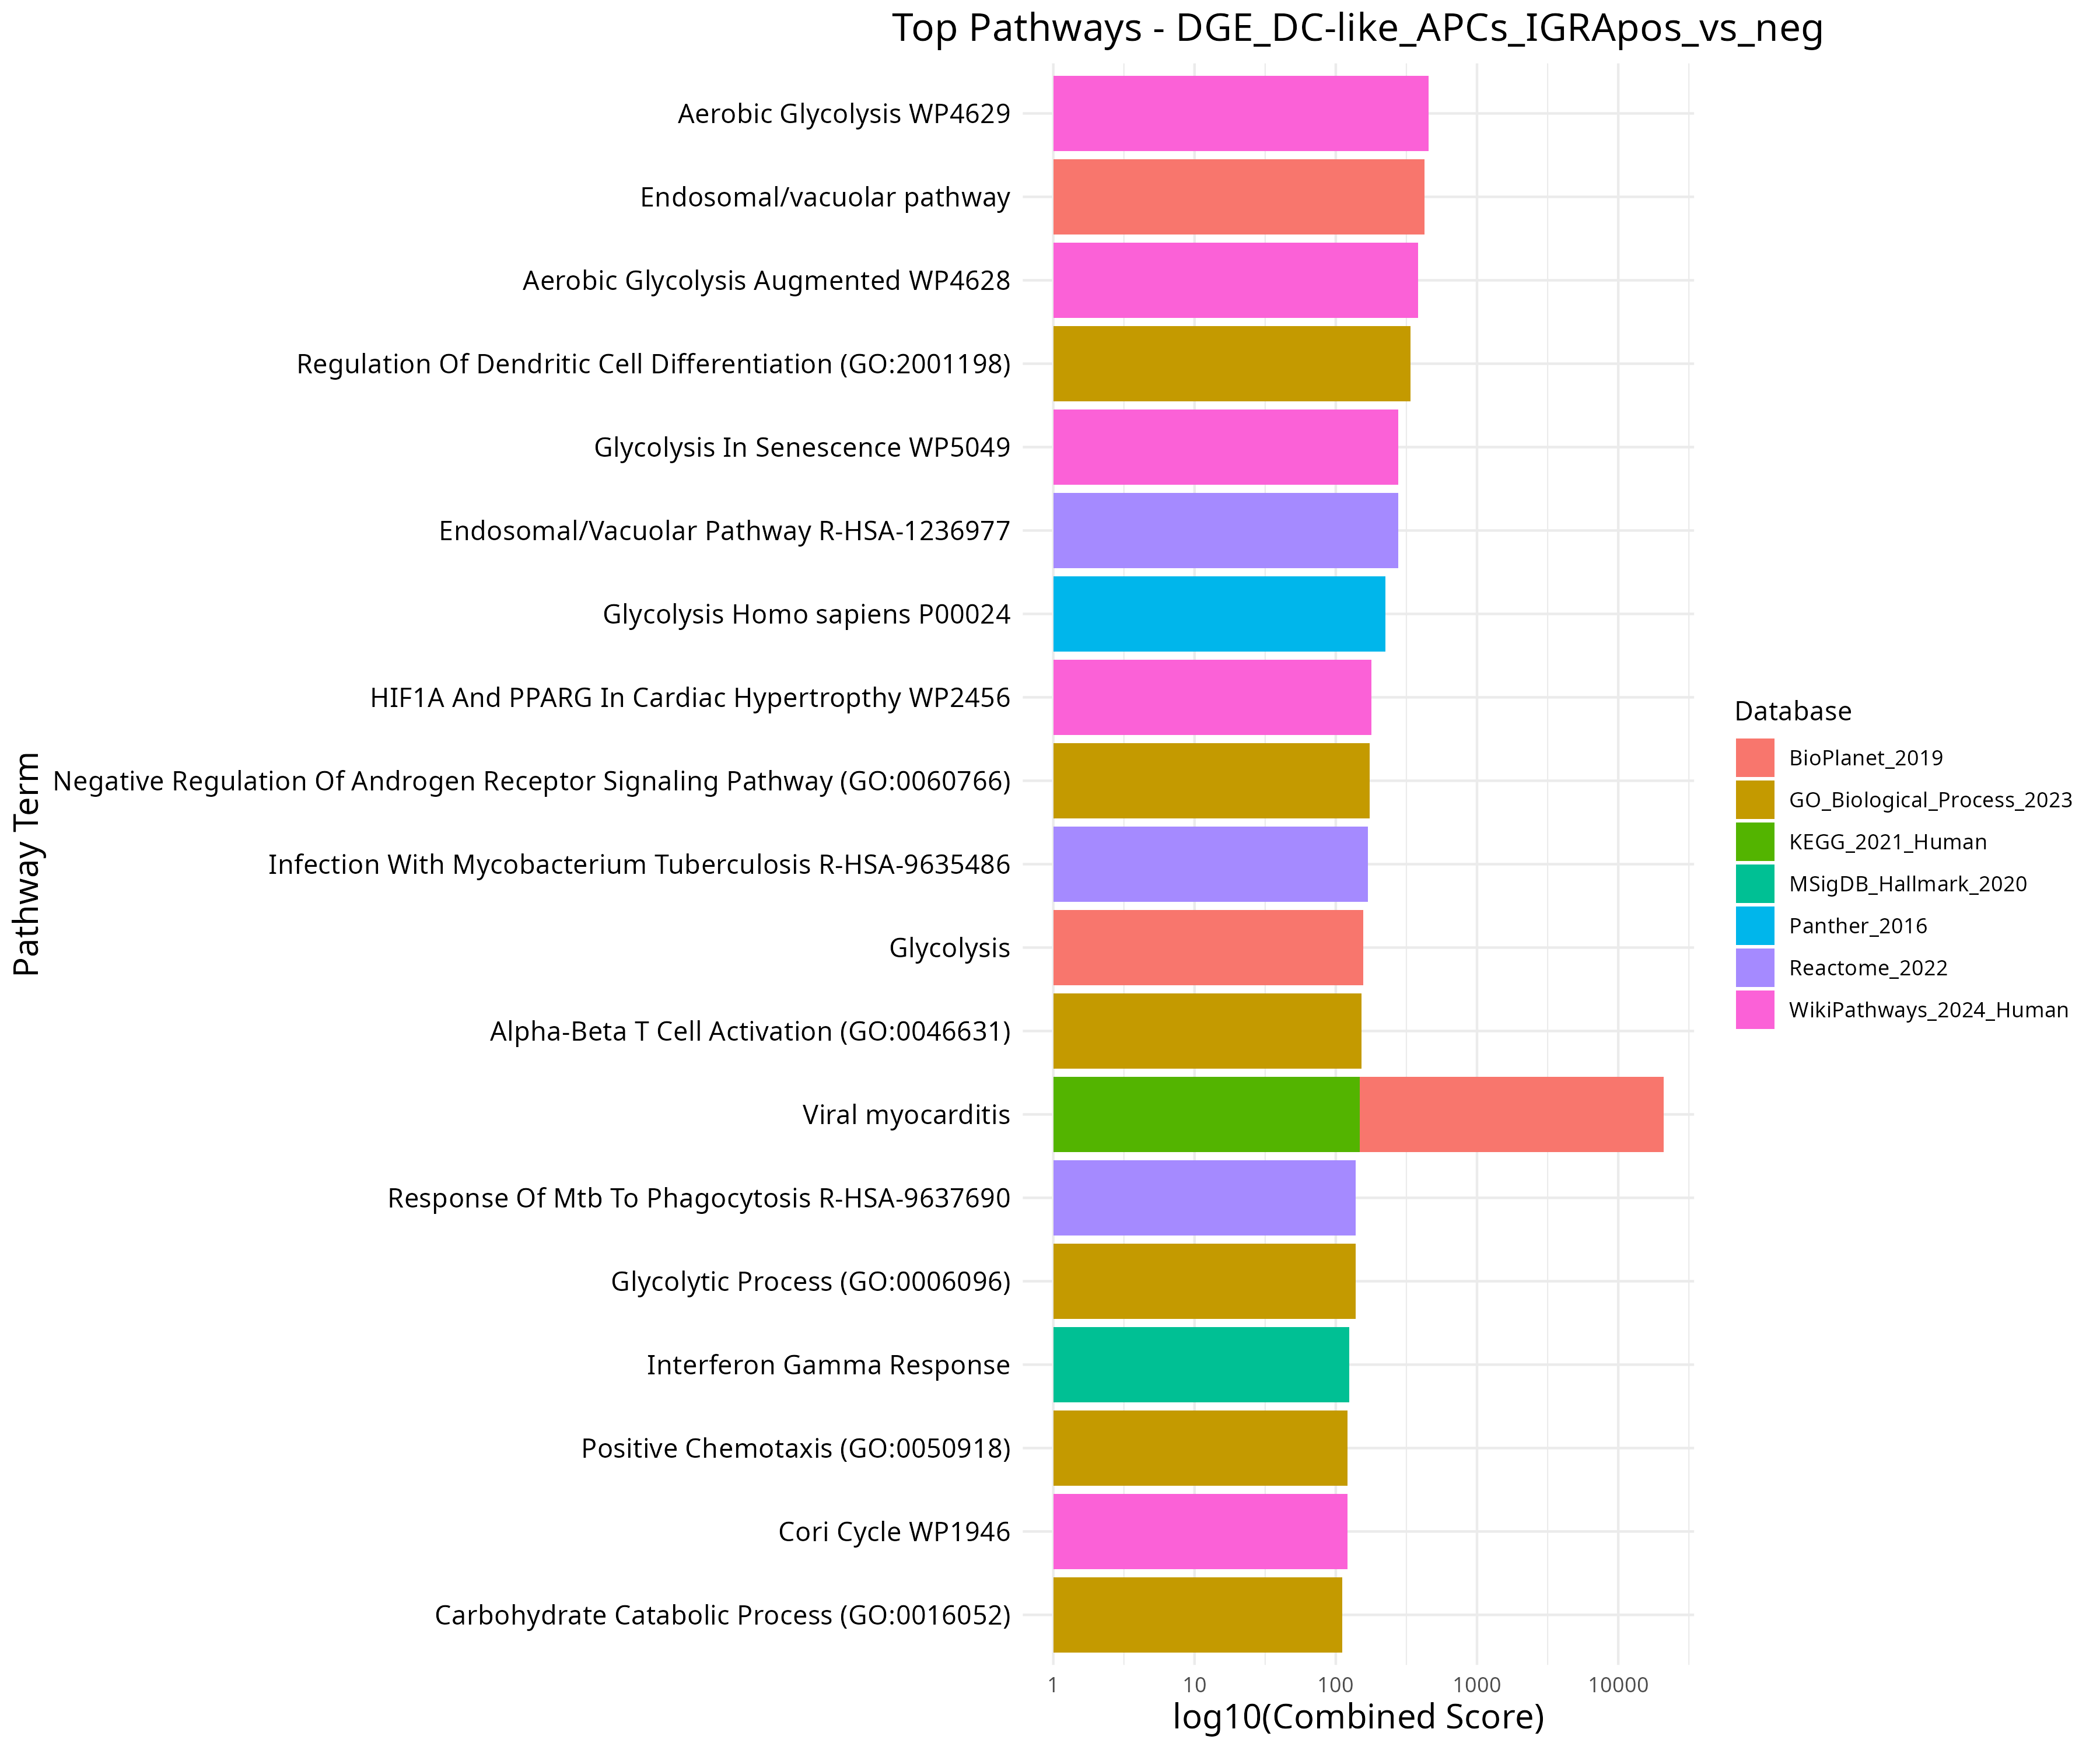 Top Pathways - DGE_DC-like_APCs_IGRApos_vs_neg
Pathway Term
Aerobic Glycolysis WP4629
Endosomal/vacuolar pathway
Aerobic Glycolysis Augmented WP4628
Regulation Of Dendritic Cell Differentiation (GO:2001198)
Glycolysis In Senescence WP5049
Endosomal/Vacuolar Pathway R-HSA-1236977
Glycolysis Homo sapiens P00024
HIF1A And PPARG In Cardiac Hypertropthy WP2456
Negative Regulation Of Androgen Receptor Signaling Pathway (GO:0060766)
Infection With Mycobacterium Tuberculosis R-HSA-9635486
Glycolysis
Alpha-Beta T Cell Activation (GO:0046631)
Viral myocarditis
Response Of Mtb To Phagocytosis R-HSA-9637690
Glycolytic Process (GO:0006096)
Interferon Gamma Response
Positive Chemotaxis (GO:0050918)
Cori Cycle WP1946
Carbohydrate Catabolic Process (GO:0016052)
1 10 100 1000 10000
log10(Combined Score)
Database
BioPlanet_2019
GO_Biological_Process_2023
KEGG_2021_Human
MSigDB_Hallmark_2020
Panther_2016
Reactome_2022
WikiPathways_2024_Human